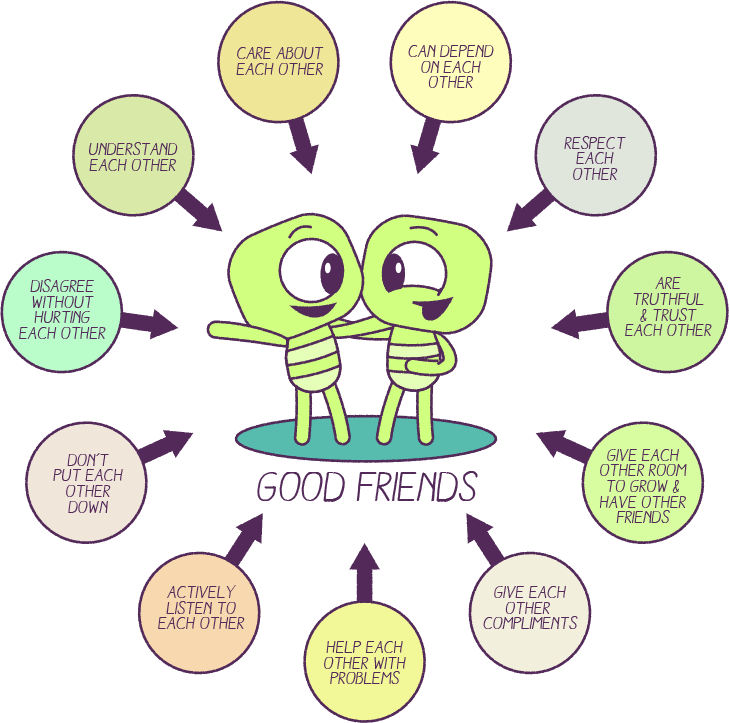 CARE ABOUT
EACH OTHER
CAN DEPEND
ON EACH
OTHER
RESPECT
EACH
OTHER
ARE
TRUTHFUL
& TRUST
EACH OTHER
GIVE EACH
OTHER ROOM
TO GROW &
HAVE OTHER
FRIENDS
GIVE EACH
OTHER
COMPLIMENTS
HELP EACH
OTHER WITH
PROBLEMS
ACTIVELY
LISTEN TO
EACH OTHER
DON'T
PUT EACH
OTHER
DOWN
DISAGREE
WITHOUT
HURTING
EACH OTHER
UNDERSTAND
EACH OTHER
GOOD FRIENDS